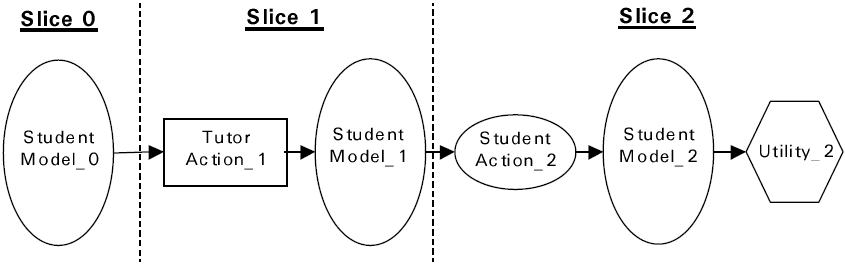 Slice 0
Slice 1
Slice 2
Student
Model_0
Tutor
Action_1
Student
Model_1
Student
Action_2
Student
Model_2
Utility_2